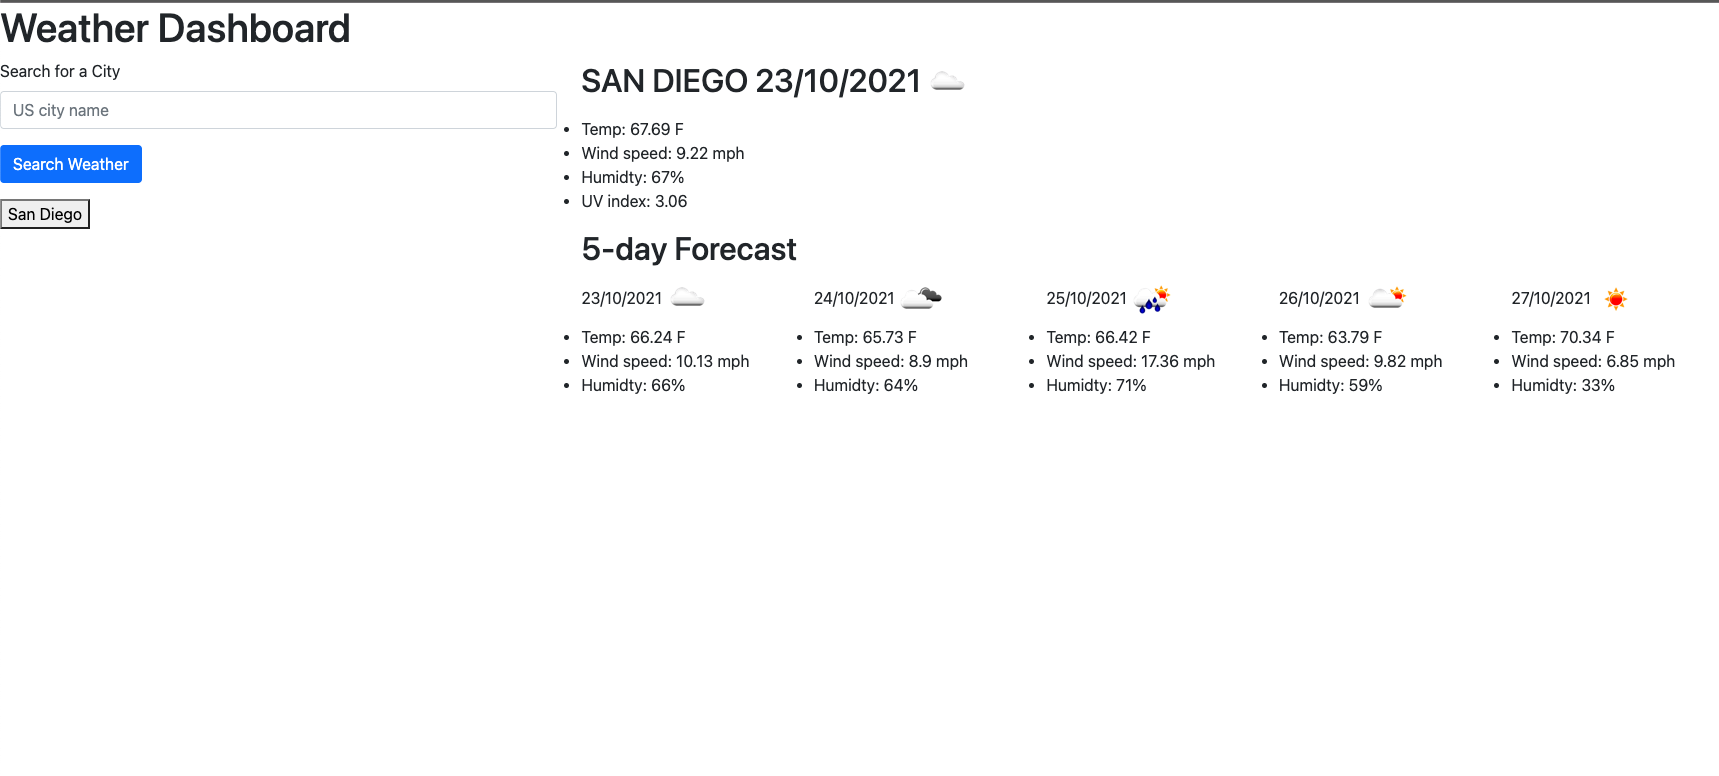 Weather Dashboard
Search for a City
US city name
Search Weather
San Diego
SAN DIEGO 23/10/2021
Temp: 67.69 F
Wind speed: 9.22 mph
Humidty: 67%
UV index: 3.06
5-day Forecast
23/10/2021
Temp: 66.24 F
Wind speed: 10.13 mph
Humidty: 66%
24/10/2021
Temp: 65.73 F
Wind speed: 8.9 mph
Humidty: 64%
25/10/2021
Temp: 66.42 F
Wind speed: 17.36 mph
Humidty: 71%
26/10/2021
Temp: 63.79 F
Wind speed: 9.82 mph
Humidty: 59%
27/10/2021
Temp: 70.34 F
Wind speed: 6.85 mph
Humidty: 33%